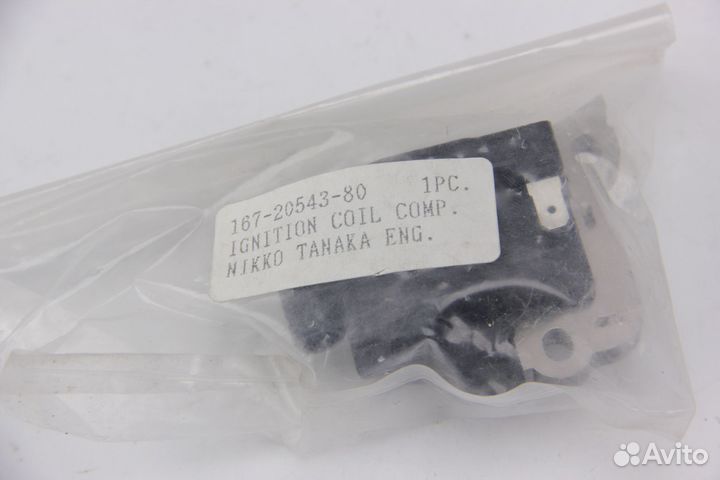 167-20543-80 1PC.
IGNITION COIL COMP.
NIKKO TANAKA ENG.
Avito